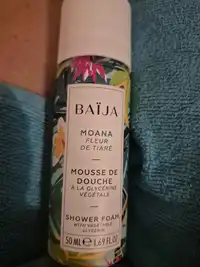 BAÏJA
MOANA
FLEUR
DE TIARÉ
MOUSSE DE
DOUCHE
À LA GLYCÉRINE
VÉGÉTALE
SHOWER FOAM
WITH VEGETABLE
GLYCERIN
50 ML ℮ 1.69 FL.OZ